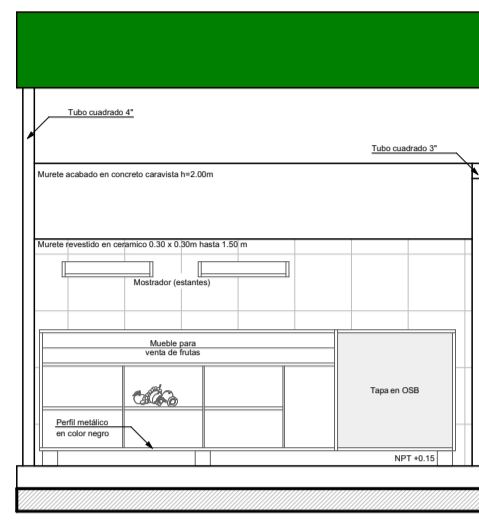 Tubo cuadrado 4"
Tubo cuadrado 3"
Murete acabado en concreto caravista h=2.00m
Murete revestido en ceramico 0.30 x 0.30m hasta 1.50 m
Mostrador (estantes)
Mueble para
venta de frutas
Tapa en OSB
Perfil metálico
en color negro
NPT +0.15